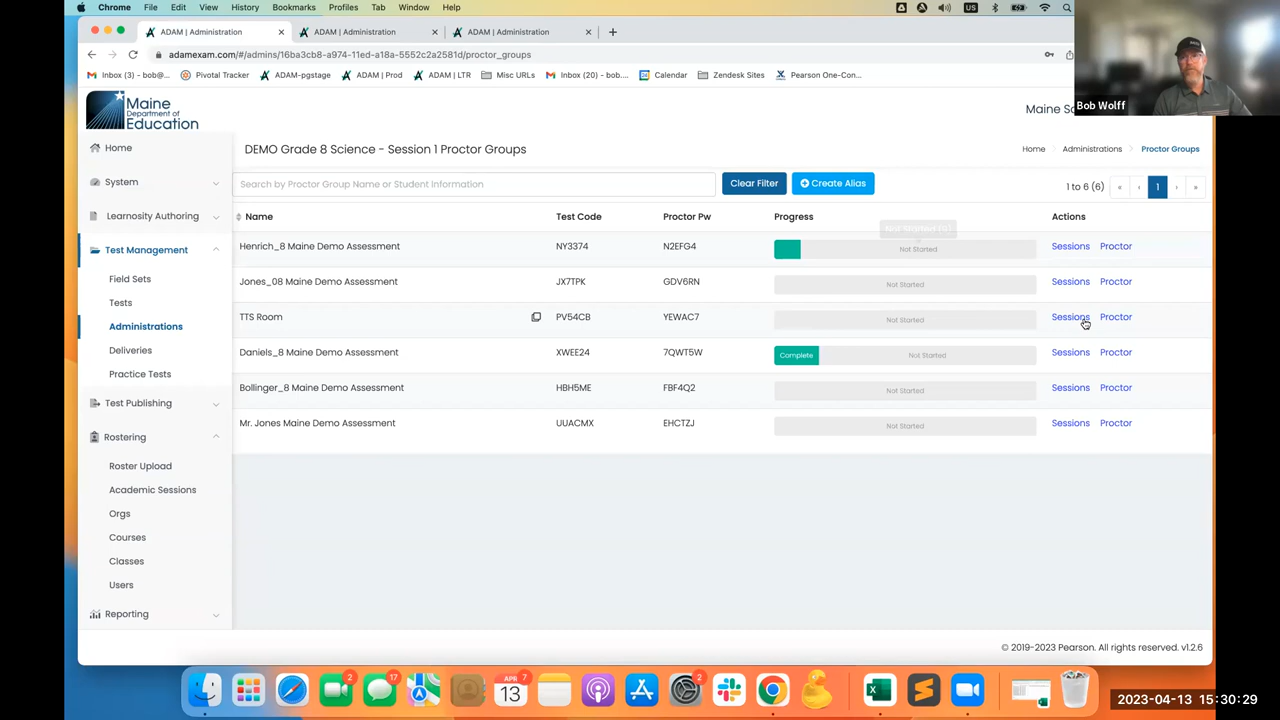 Chrome File Edit View History Bookmarks Profiles Tab Window Help US
ADAM | Administration ADAM | Administration ADAM | Administration
adamexam.com/#/admins/16ba3cb8-a974-11ed-a18a-5552c2a2581d/proctor_groups
Inbox (3) - bob@... Pivotal Tracker ADAM-pgstage ADAM | Prod ADAM | LTR Misc URLs Inbox (20) - bob.... Calendar Zendesk Sites Pearson One-Con...
Bob Wolff
Maine
Department of
Education
Maine Sc
Home
System
Learnosity Authoring
Test Management
Field Sets
Tests
Administrations
Deliveries
Practice Tests
Test Publishing
Rostering
Roster Upload
Academic Sessions
Orgs
Courses
Classes
Users
Reporting
DEMO Grade 8 Science - Session 1 Proctor Groups
Home Administrations Proctor Groups
Search by Proctor Group Name or Student Information Clear Filter Create Alias 1 to 6 (6) « ‹ 1 › »
Name Test Code Proctor Pw Progress Actions
Henrich_8 Maine Demo Assessment NY3374 N2EFG4 Not Started Sessions Proctor
Jones_08 Maine Demo Assessment JX7TPK GDV6RN Not Started Sessions Proctor
TTS Room PV54CB YEWAC7 Not Started Sessions Proctor
Daniels_8 Maine Demo Assessment XWEE24 7QWT5W Complete Not Started Sessions Proctor
Bollinger_8 Maine Demo Assessment HBH5ME FBF4Q2 Not Started Sessions Proctor
Mr. Jones Maine Demo Assessment UUACMX EHCTZJ Not Started Sessions Proctor
© 2019-2023 Pearson. All rights reserved. v1.2.6
2 17 APR 13 7 2
2023-04-13 15:30:29